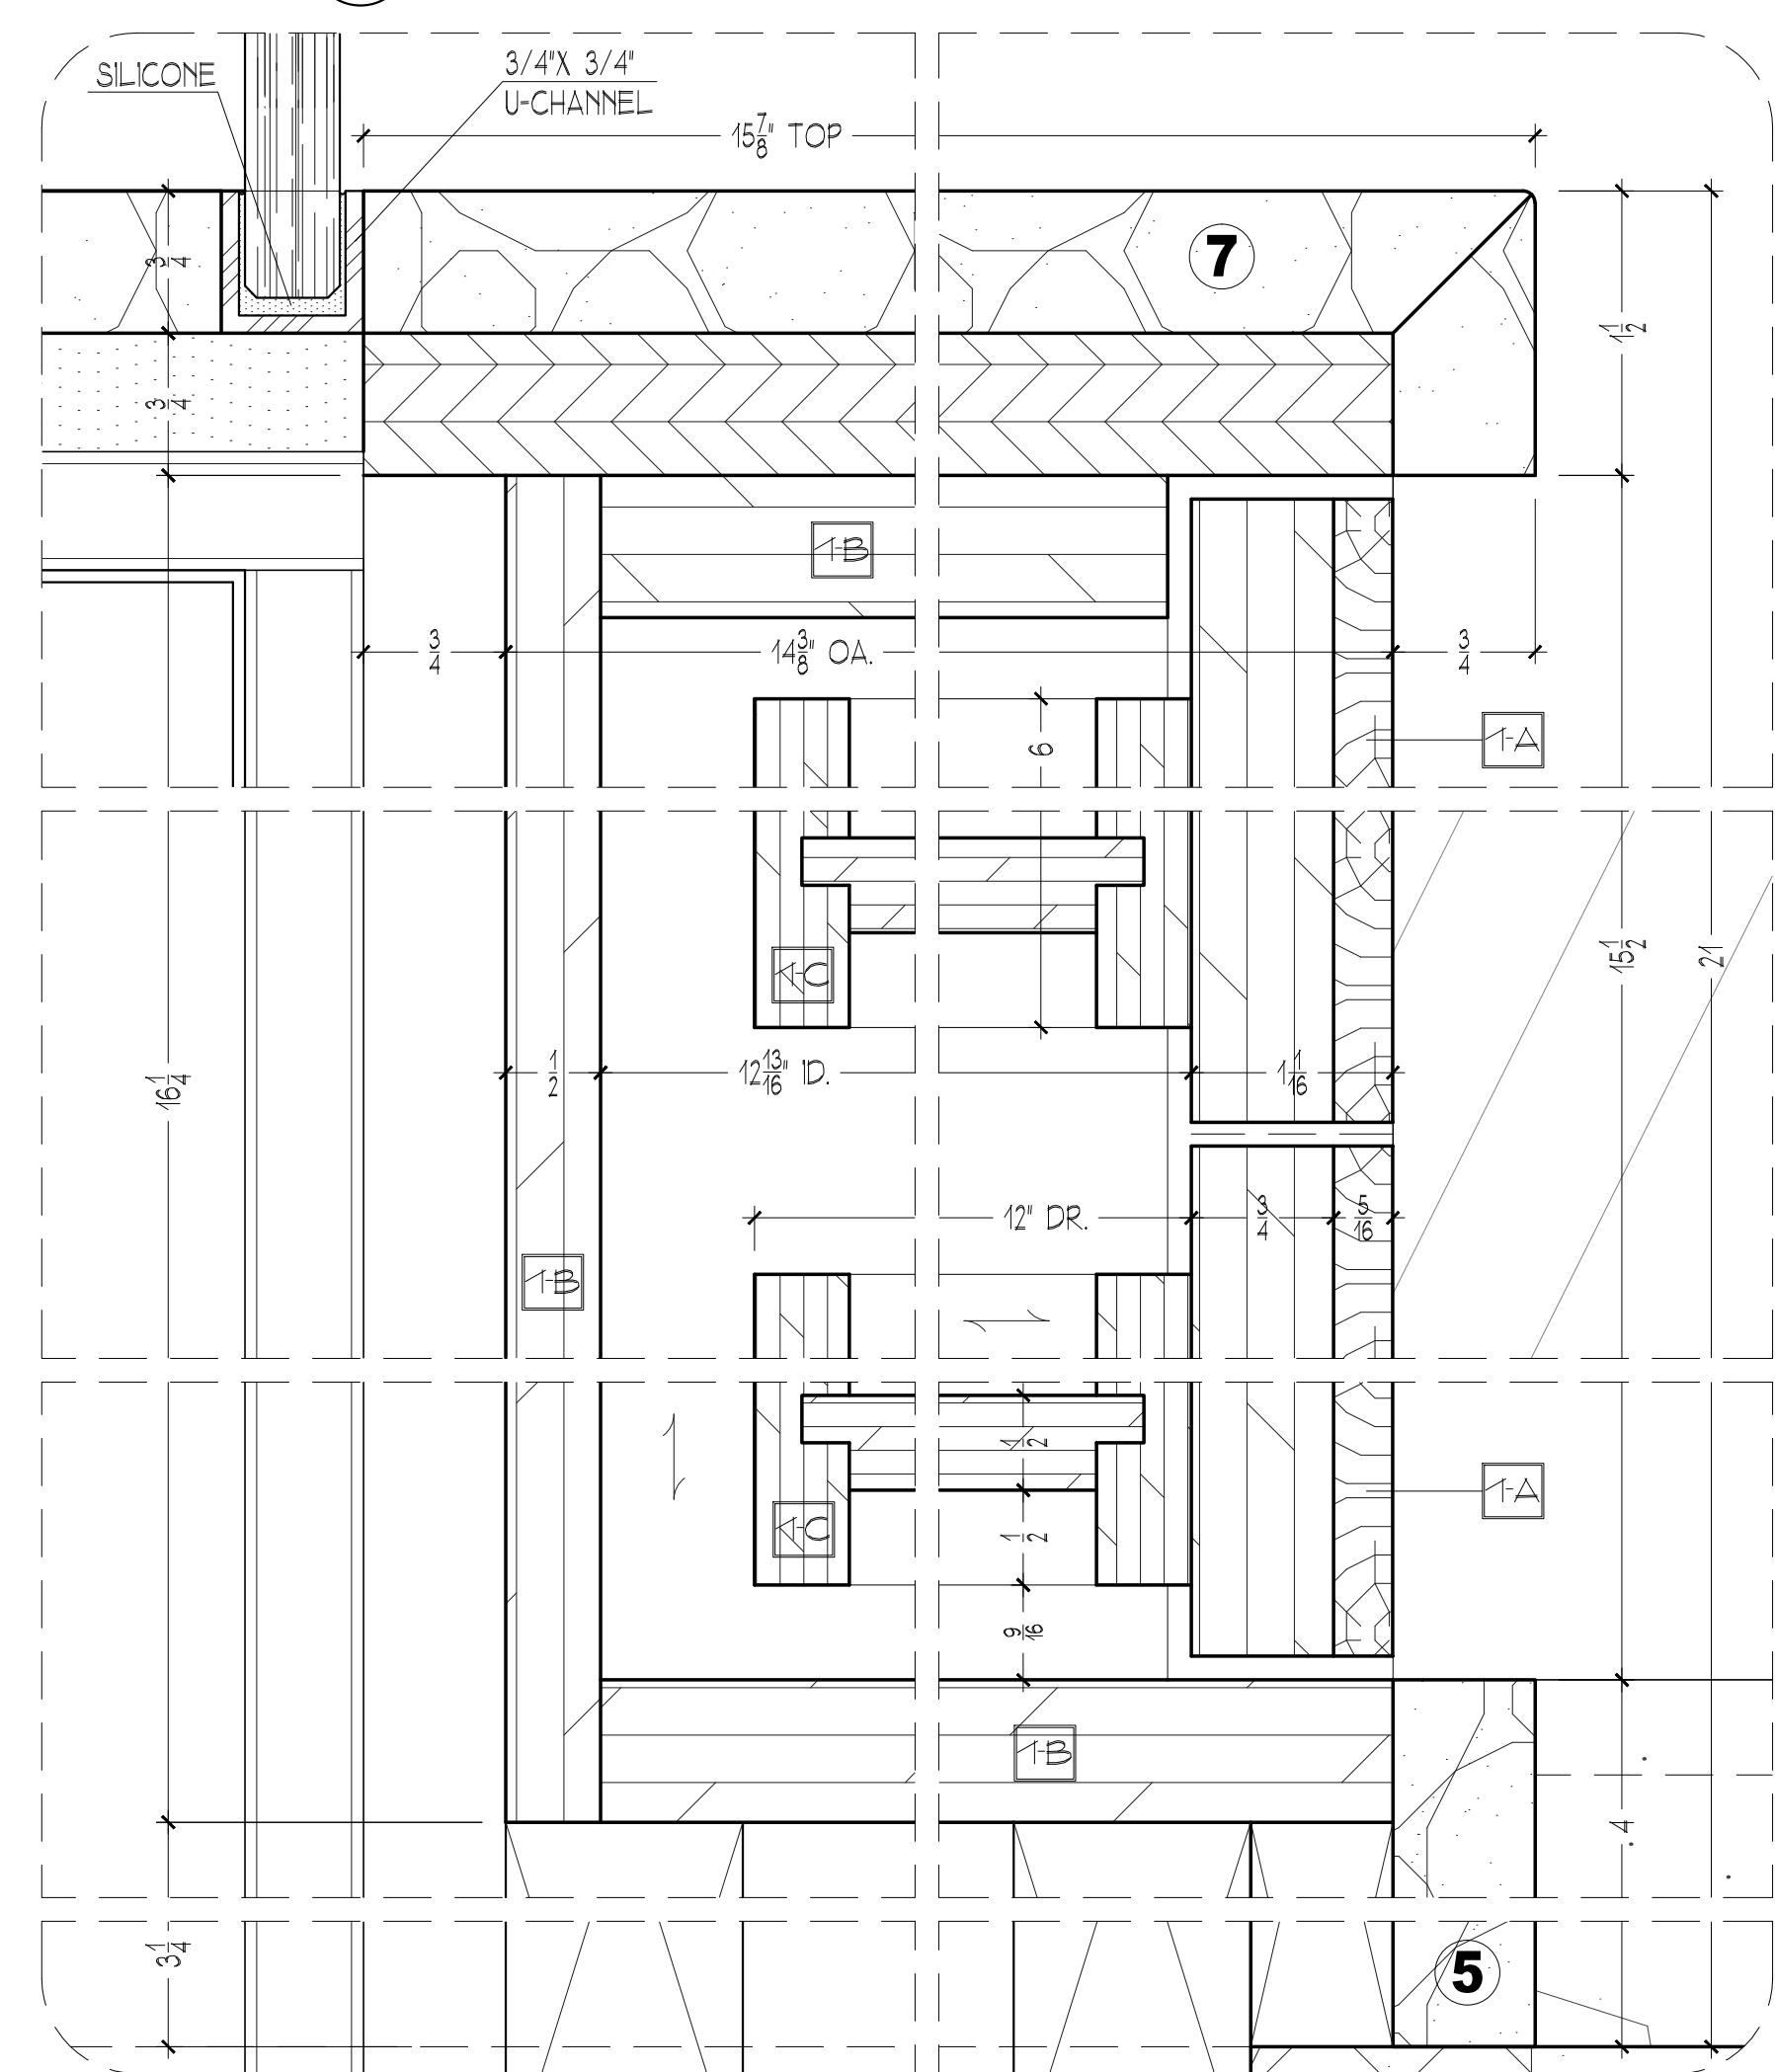 SILICONE
3/4"X 3/4"
U-CHANNEL
15 7/8" TOP
7
3/4
3/4
1 1/2
1-B
3/4
14 3/8" OA.
3/4
6
1-A
15 1/2
21
1-C
16 1/4
1/2
12 13/16" ID.
1 1/16
12" DR.
3/4
5/16
1-B
1/2
1-A
1-C
1/2
9/16
1-B
4
3 1/4
5